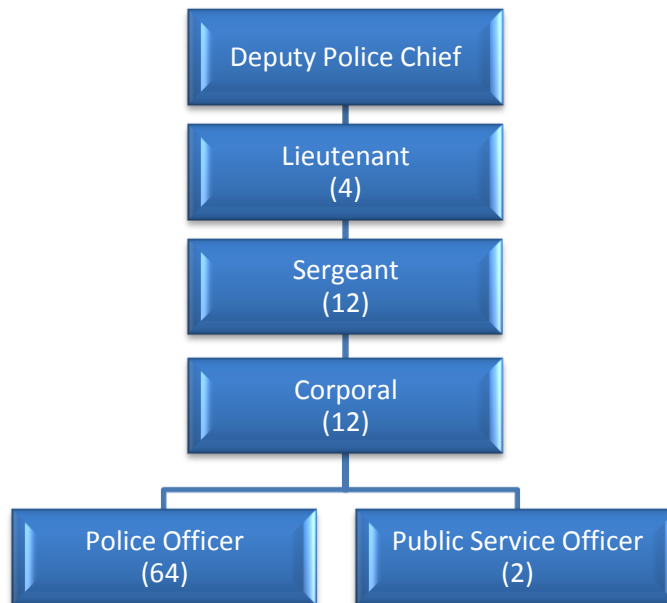 Deputy Police Chief
Lieutenant
(4)
Sergeant
(12)
Corporal
(12)
Police Officer
(64)
Public Service Officer
(2)